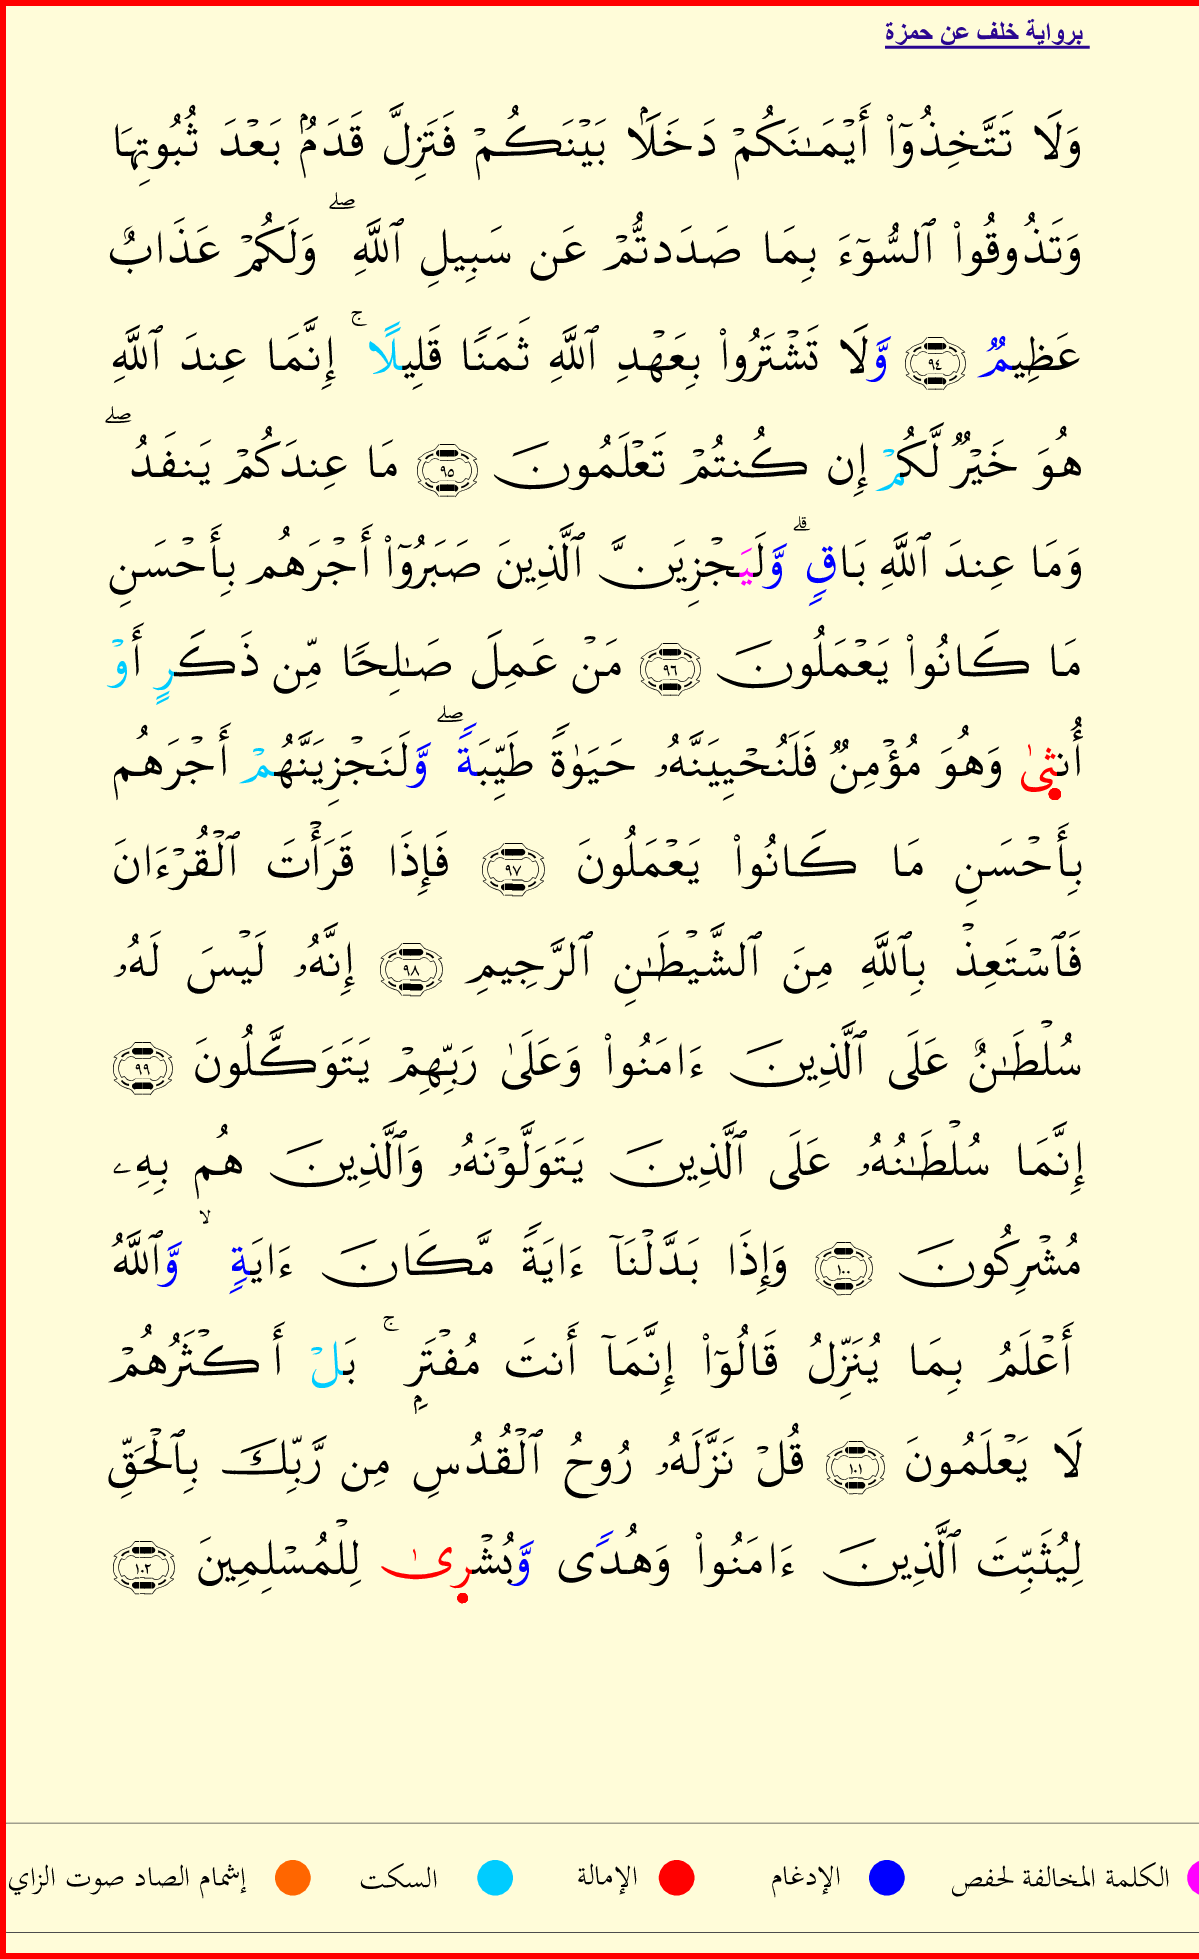 برواية خلف عن حمزة
وَلَا تَتَّخِذُوٓا۟ أَيْمَـٰنَكُمْ دَخَلًۢا بَيْنَكُمْ فَتَزِلَّ قَدَمٌۢ بَعْدَ ثُبُوتِهَا
وَتَذُوقُوا۟ ٱلسُّوٓءَ بِمَا صَدَدتُّمْ عَن سَبِيلِ ٱللَّهِ ۖ وَلَكُمْ عَذَابٌ
عَظِيمٌ ٩٤ وَّلَا تَشْتَرُوا۟ بِعَهْدِ ٱللَّهِ ثَمَنًا قَلِيلًا ۚ إِنَّمَا عِندَ ٱللَّهِ
هُوَ خَيْرٌ لَّكُمْ إِن كُنتُمْ تَعْلَمُونَ ٩٥ مَا عِندَكُمْ يَنفَدُ ۖ
وَمَا عِندَ ٱللَّهِ بَاقٍ ۗ وَّلَيَجْزِيَنَّ ٱلَّذِينَ صَبَرُوٓا۟ أَجْرَهُم بِأَحْسَنِ
مَا كَانُوا۟ يَعْمَلُونَ ٩٦ مَنْ عَمِلَ صَـٰلِحًا مِّن ذَكَرٍ أَوْ
أُنثىٰ وَهُوَ مُؤْمِنٌ فَلَنُحْيِيَنَّهُۥ حَيَوٰةً طَيِّبَةً ۖ وَّلَنَجْزِيَنَّهُمْ أَجْرَهُم
بِأَحْسَنِ مَا كَانُوا۟ يَعْمَلُونَ ٩٧ فَإِذَا قَرَأْتَ ٱلْقُرْءَانَ
فَٱسْتَعِذْ بِٱللَّهِ مِنَ ٱلشَّيْطَـٰنِ ٱلرَّجِيمِ ٩٨ إِنَّهُۥ لَيْسَ لَهُۥ
سُلْطَـٰنٌ عَلَى ٱلَّذِينَ ءَامَنُوا۟ وَعَلَىٰ رَبِّهِمْ يَتَوَكَّلُونَ ٩٩
إِنَّمَا سُلْطَـٰنُهُۥ عَلَى ٱلَّذِينَ يَتَوَلَّوْنَهُۥ وَٱلَّذِينَ هُم بِهِۦ
مُشْرِكُونَ ١٠٠ وَإِذَا بَدَّلْنَآ ءَايَةً مَّكَانَ ءَايَةٍ ۙ وَّٱللَّهُ
أَعْلَمُ بِمَا يُنَزِّلُ قَالُوٓا۟ إِنَّمَآ أَنتَ مُفْتَرٍۭ ۚ بَلْ أَكْثَرُهُمْ
لَا يَعْلَمُونَ ١٠١ قُلْ نَزَّلَهُۥ رُوحُ ٱلْقُدُسِ مِن رَّبِّكَ بِٱلْحَقِّ
لِيُثَبِّتَ ٱلَّذِينَ ءَامَنُوا۟ وَهُدًى وَّبُشْرِىٰ لِلْمُسْلِمِينَ ١٠٢
الكلمة المخالفة لحفص الإدغام الإمالة السكت إشمام الصاد صوت الزاي